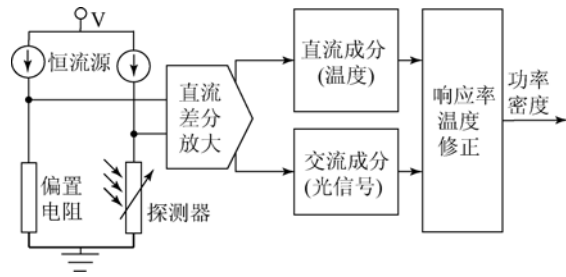 V
恒流源
直流
差分
放大
直流成分
(温度)
交流成分
(光信号)
响应率
温度
修正
功率
密度
偏置
电阻
探测器